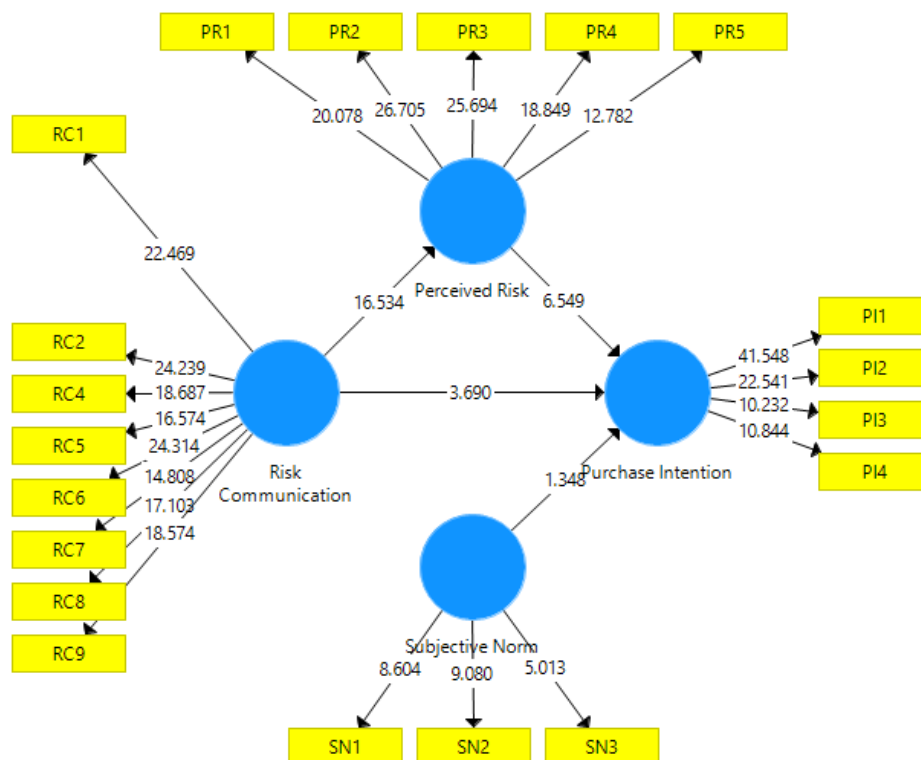 PR1 PR2 PR3 PR4 PR5
20.078 26.705 25.694 18.849 12.782
RC1
22.469
Perceived Risk
16.534
6.549
RC2
RC4
RC5
RC6
RC7
RC8
RC9
24.239
18.687
16.574
24.314
14.808
17.103
18.574
Risk
Communication
3.690
Purchase Intention
41.548
22.541
10.232
10.844
PI1
PI2
PI3
PI4
1.348
Subjective Norm
8.604 9.080 5.013
SN1 SN2 SN3